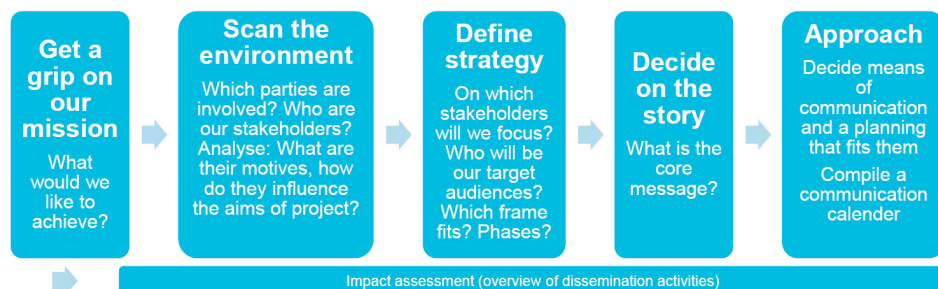 Get a
grip on
our
mission
What
would we
like to
achieve?
Scan the
environment
Which parties are
involved? Who are
our stakeholders?
Analyse: What are
their motives, how
do they influence
the aims of project?
Define
strategy
On which
stakeholders
will we focus?
Who will be
our target
audiences?
Which frame
fits? Phases?
Decide
on the
story
What is the
core
message?
Approach
Decide means
of
communication
and a planning
that fits them
Compile a
communication
calender
Impact assessment (overview of dissemination activities)